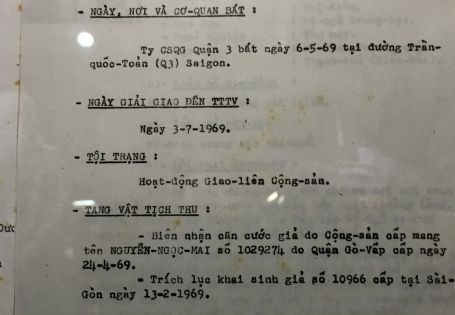 - NGÀY, NƠI VÀ CƠ-QUAN BẮT :
Ty CSQG Quận 3 bắt ngày 6-5-69 tại đường Trần-
quốc-Toản (Q3) Saigon.
- NGÀY GIẢI GIAO ĐẾN TTTV :
Ngày 3-7-1969.
- TỘI TRẠNG :
Hoạt-động Giao-liên Cộng-sản.
- TANG VẬT TỊCH THU :
- Biên nhận căn cước giả do Cộng-sản cấp mang
tên NGUYỄN-NGỌC-MAI số 1029274 do Quận Gò-Vấp cấp ngày
24-4-69.
- Trích lục khai sinh giả số 10966 cấp tại Sài-
Gòn ngày 13-2-1969.